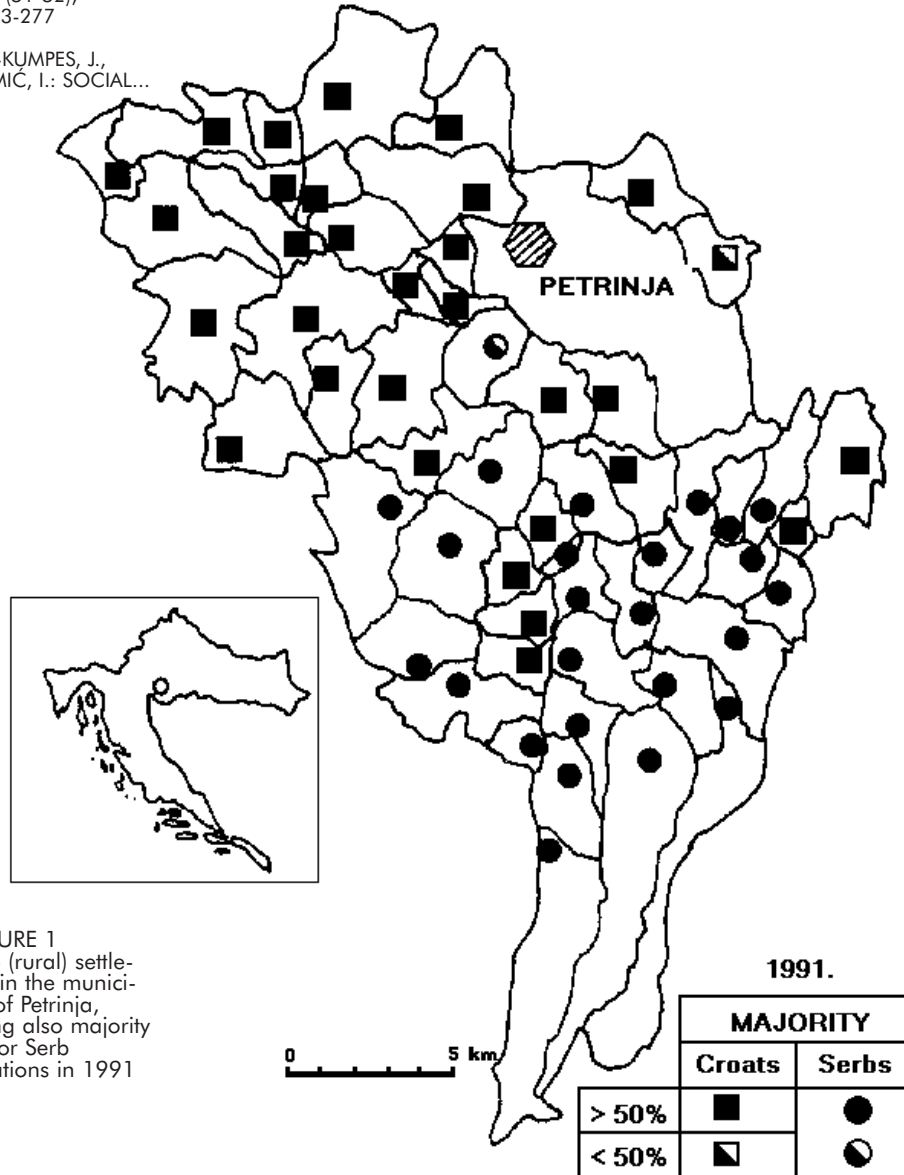 3-277
KUMPES, J.,
MIĆ, I.: SOCIAL...
PETRINJA
URE 1
(rural) settle-
in the munici-
of Petrinja,
g also majority
or Serb
tions in 1991
0 5 km
1991.
MAJORITY
Croats Serbs
> 50%
< 50%